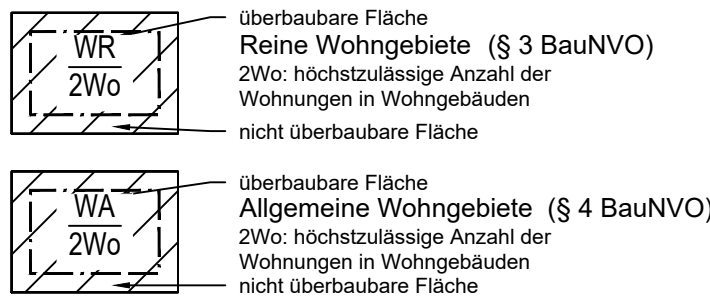 WR
2Wo
überbaubare Fläche
Reine Wohngebiete (§ 3 BauNVO)
2Wo: höchstzulässige Anzahl der
Wohnungen in Wohngebäuden
nicht überbaubare Fläche
WA
2Wo
überbaubare Fläche
Allgemeine Wohngebiete (§ 4 BauNVO)
2Wo: höchstzulässige Anzahl der
Wohnungen in Wohngebäuden
nicht überbaubare Fläche